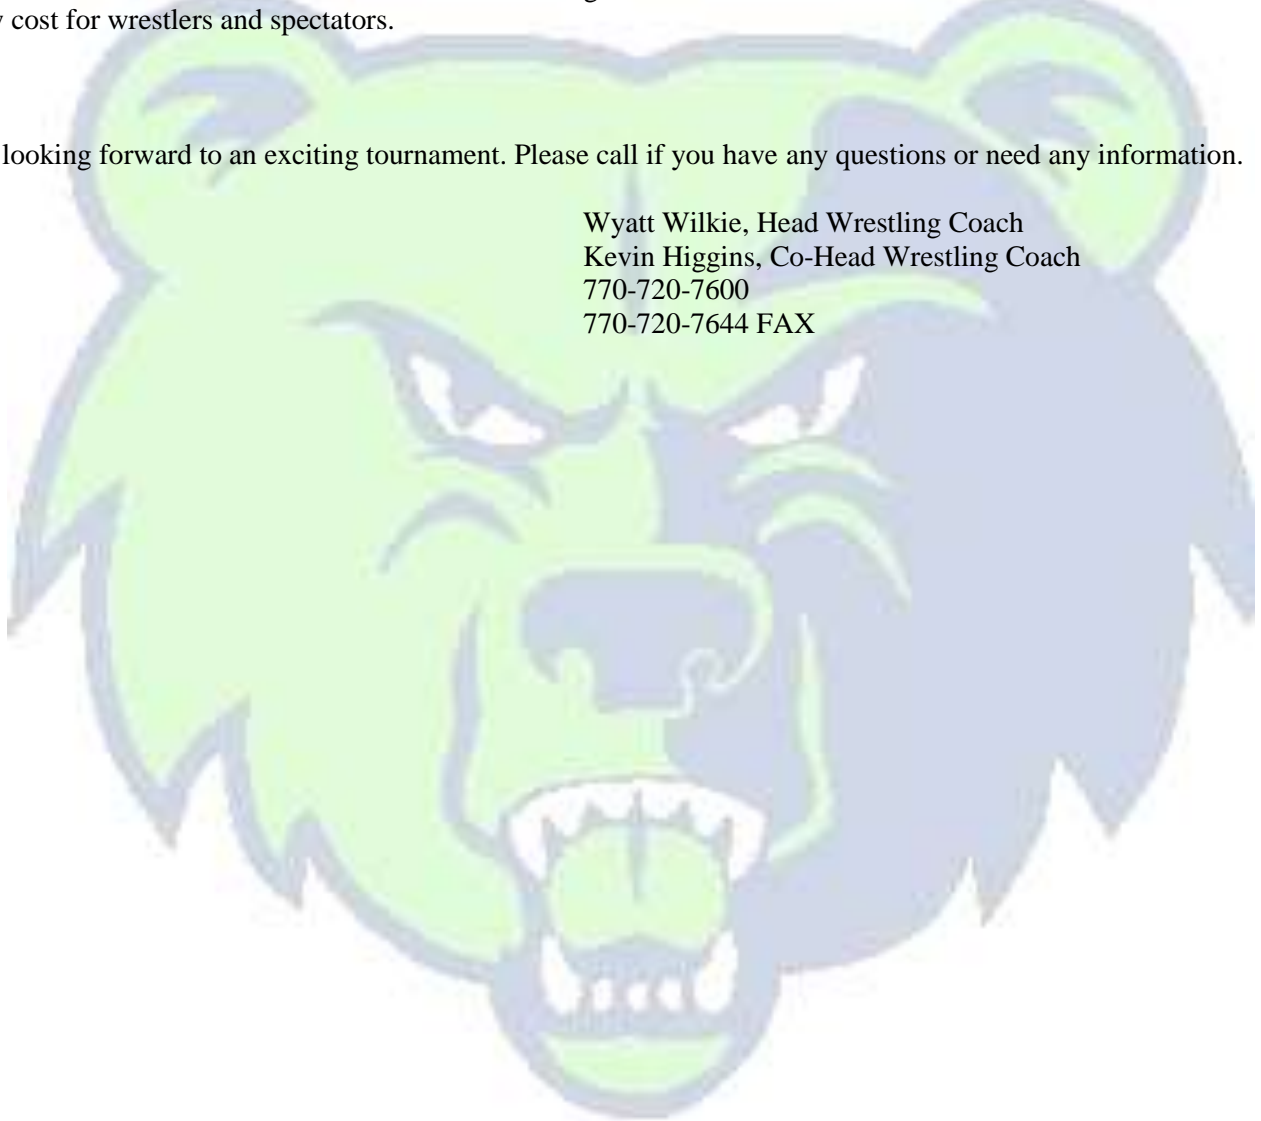 cost for wrestlers and spectators.
looking forward to an exciting tournament. Please call if you have any questions or need any information.
Wyatt Wilkie, Head Wrestling Coach
Kevin Higgins, Co-Head Wrestling Coach
770-720-7600
770-720-7644 FAX